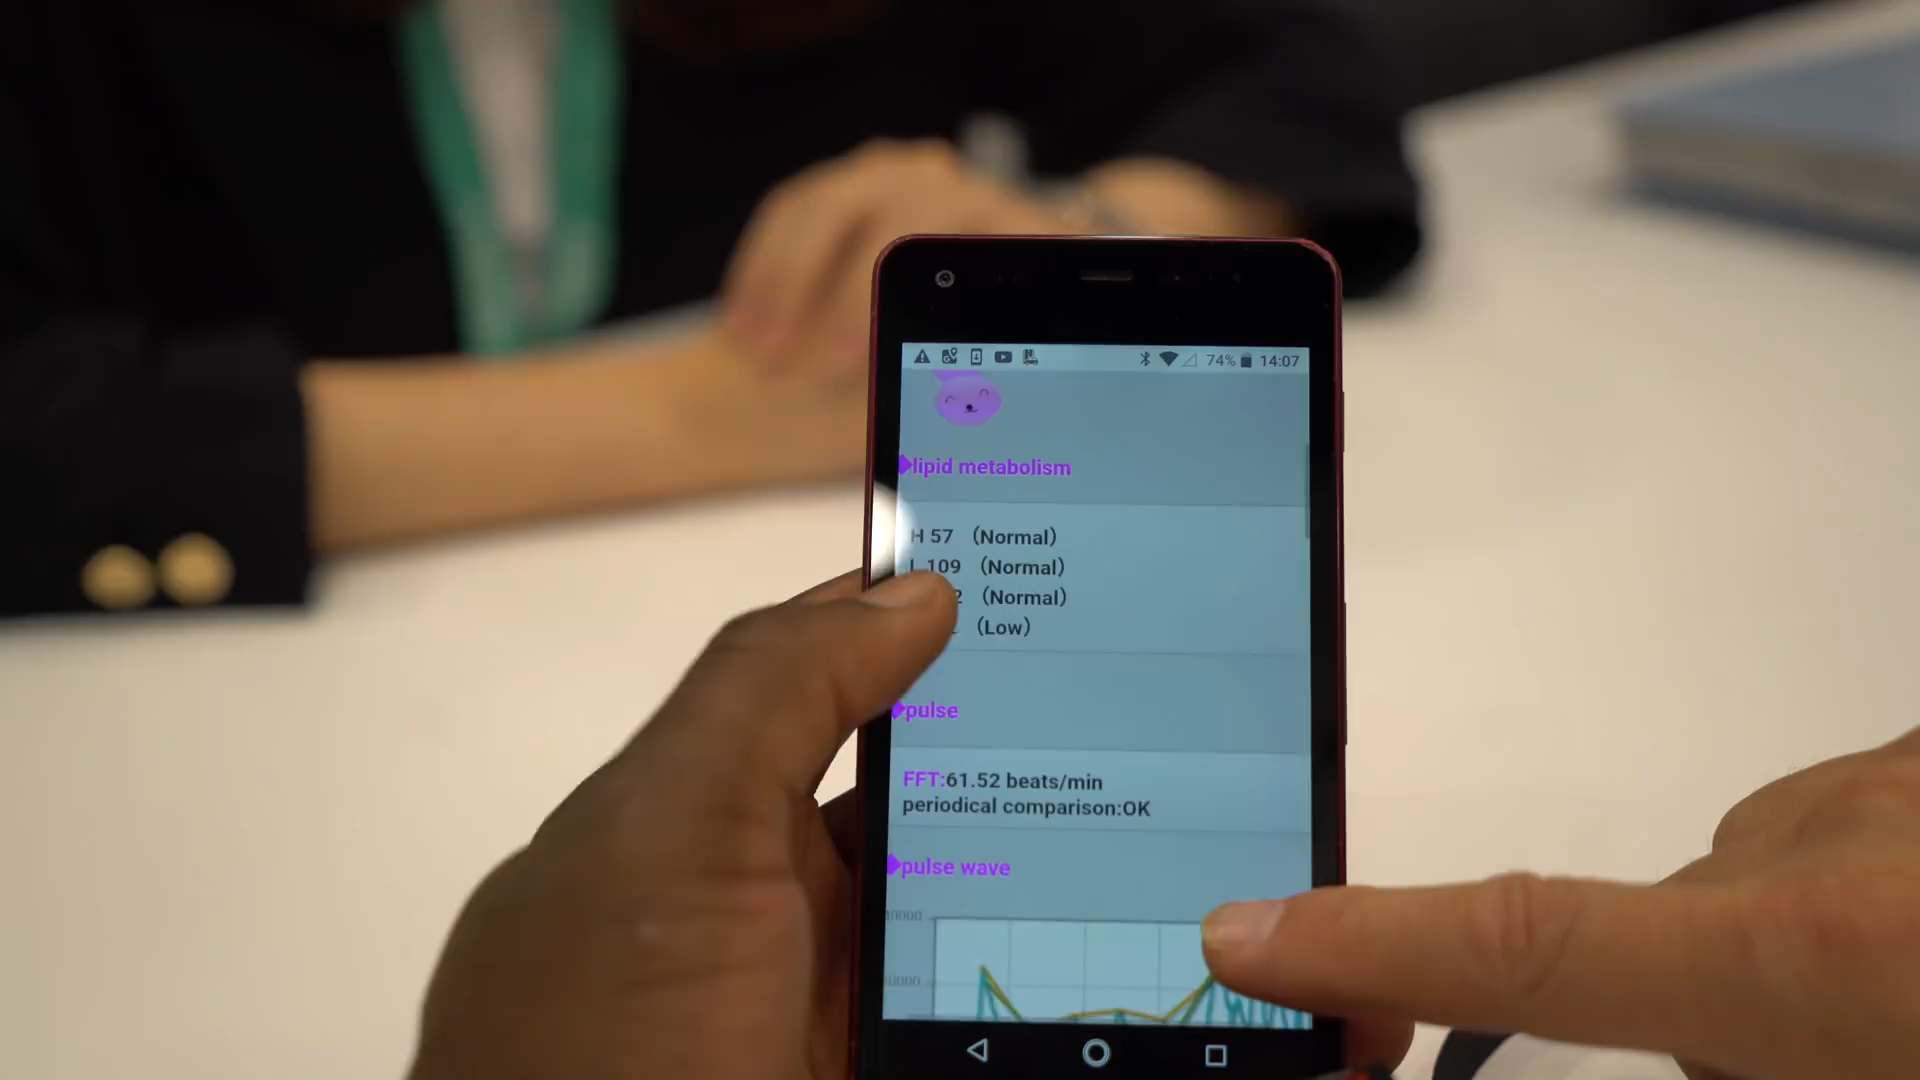 74% 14:07
lipid metabolism
H 57 (Normal)
L 109 (Normal)
2 (Normal)
(Low)
pulse
FFT:61.52 beats/min
periodical comparison:OK
pulse wave